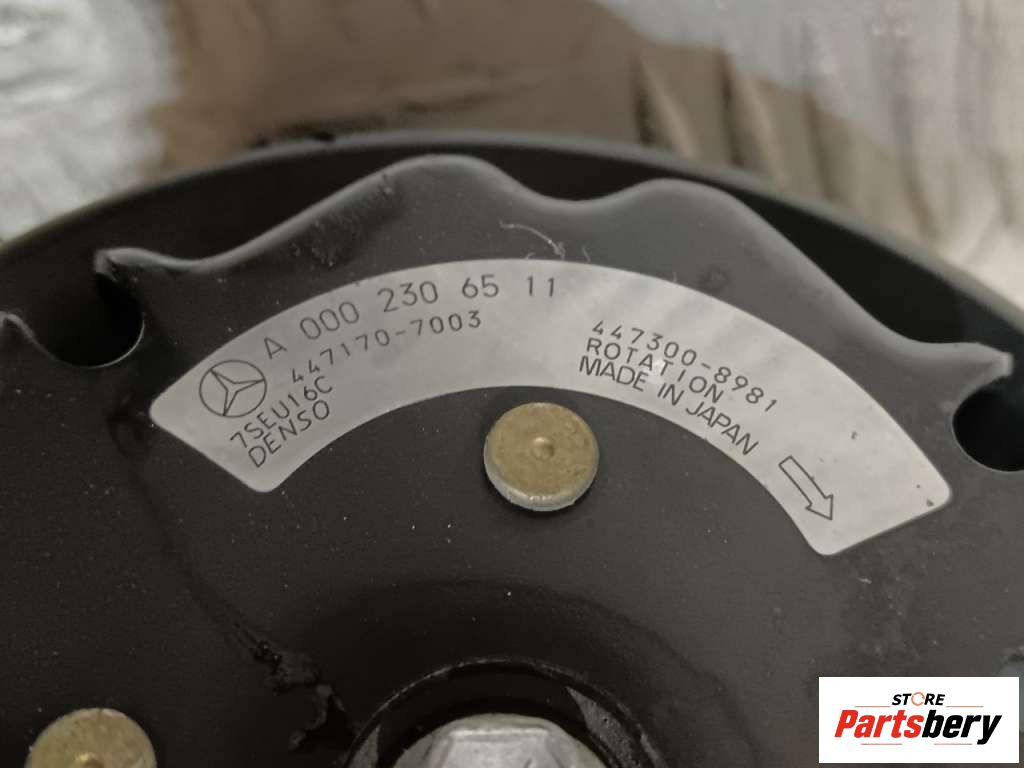 A 000 230 65 11
447170-7003
7SEU16C
DENSO
447300-8981
ROTATION
MADE IN JAPAN
STORE
Partsbery